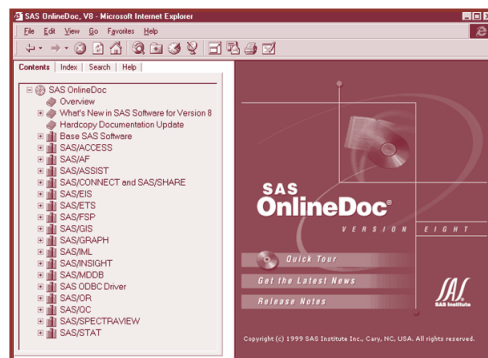 SAS OnlineDoc, V8 - Microsoft Internet Explorer
File Edit View Go Favorites Help
Contents Index Search Help
SAS OnlineDoc
Overview
What's New in SAS Software for Version 8
Hardcopy Documentation Update
Base SAS Software
SAS/ACCESS
SAS/AF
SAS/ASSIST
SAS/CONNECT and SAS/SHARE
SAS/EIS
SAS/ETS
SAS/FSP
SAS/GIS
SAS/GRAPH
SAS/IML
SAS/INSIGHT
SAS/MDDB
SAS ODBC Driver
SAS/OR
SAS/QC
SAS/SPECTRAVIEW
SAS/STAT
SAS
OnlineDoc®
VERSION EIGHT
Quick Tour
Get the Latest News
Release Notes
SAS Institute
Copyright (c) 1999 SAS Institute Inc., Cary, NC, USA. All rights reserved.